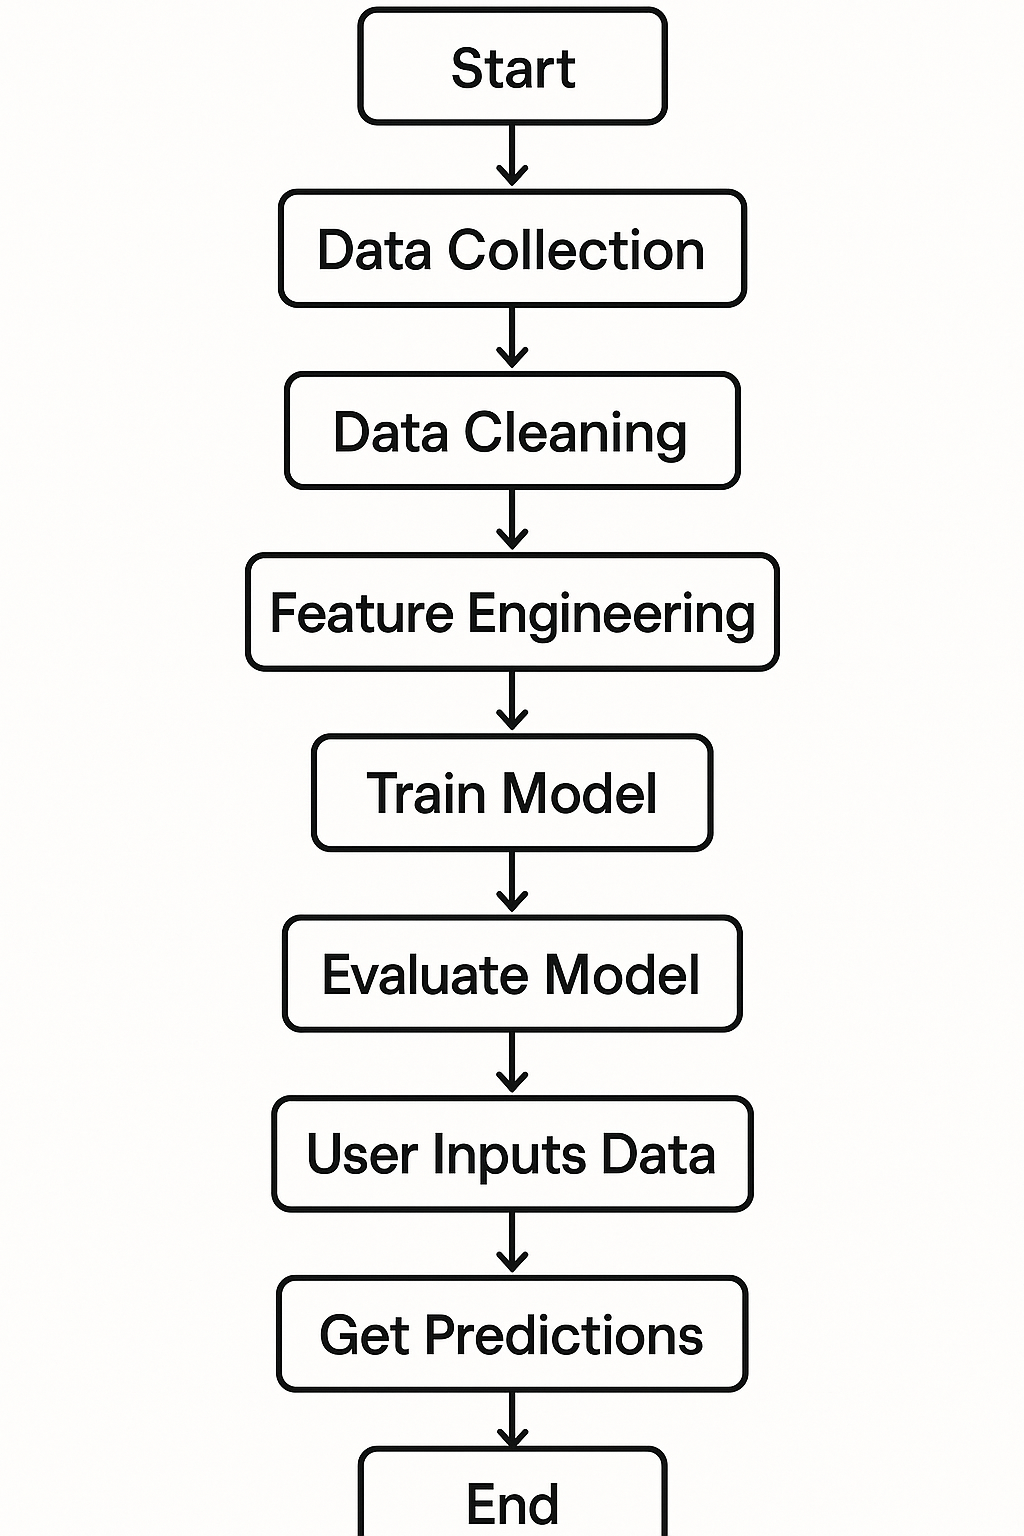 Start
Data Collection
Data Cleaning
Feature Engineering
Train Model
Evaluate Model
User Inputs Data
Get Predictions
End